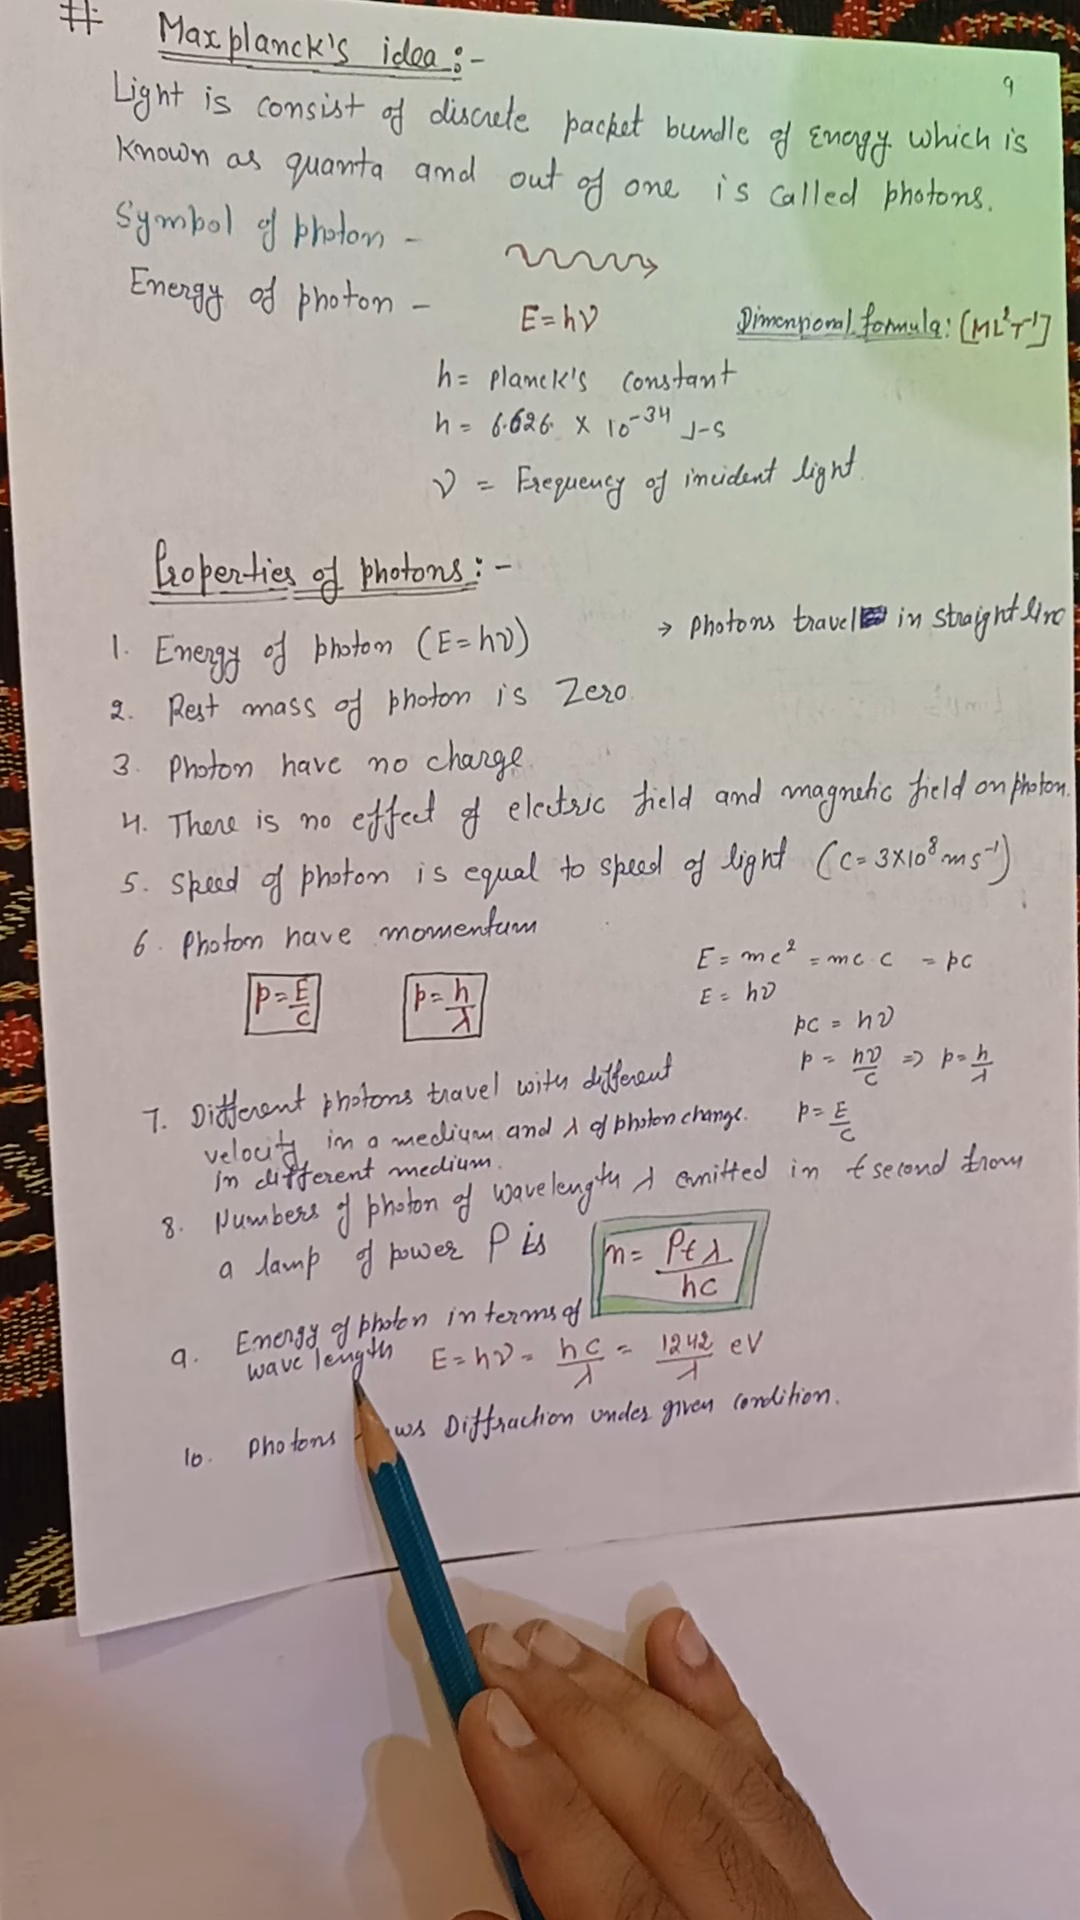 # Maxplanck's idea :-
9
Light is consist of discrete packet bundle of Energy which is
known as quanta and out of one is called photons.
Symbol of photon -
Energy of photon -
E = hν
Dimensional formula: [ML²T⁻¹]
h = Planck's constant
h = 6.626 × 10⁻³⁴ J-S
ν = Frequency of incident light
Properties of photons :-
→ Photons travel in straight line
1. Energy of photon (E = hν)
2. Rest mass of photon is Zero
3. Photon have no charge
4. There is no effect of electric field and magnetic field on photon.
5. Speed of photon is equal to speed of light (C = 3×10⁸ ms⁻¹)
6. Photon have momentum
p = E/C    p = h/λ
E = mc² = mc·c = pc
E = hν
pc = hν
p = hν/c ⇒ p = h/λ
p = E/C
7. Different photons travel with different
velocity in a medium and λ of photon change.
in different medium.
8. Numbers of photon of wavelength λ emitted in t second from
a lamp of power P is n = Ptλ/hc
9. Energy of photon in terms of
wave length E = hν = hc/λ = 1242/λ eV
10. Photons Diffraction under given condition.